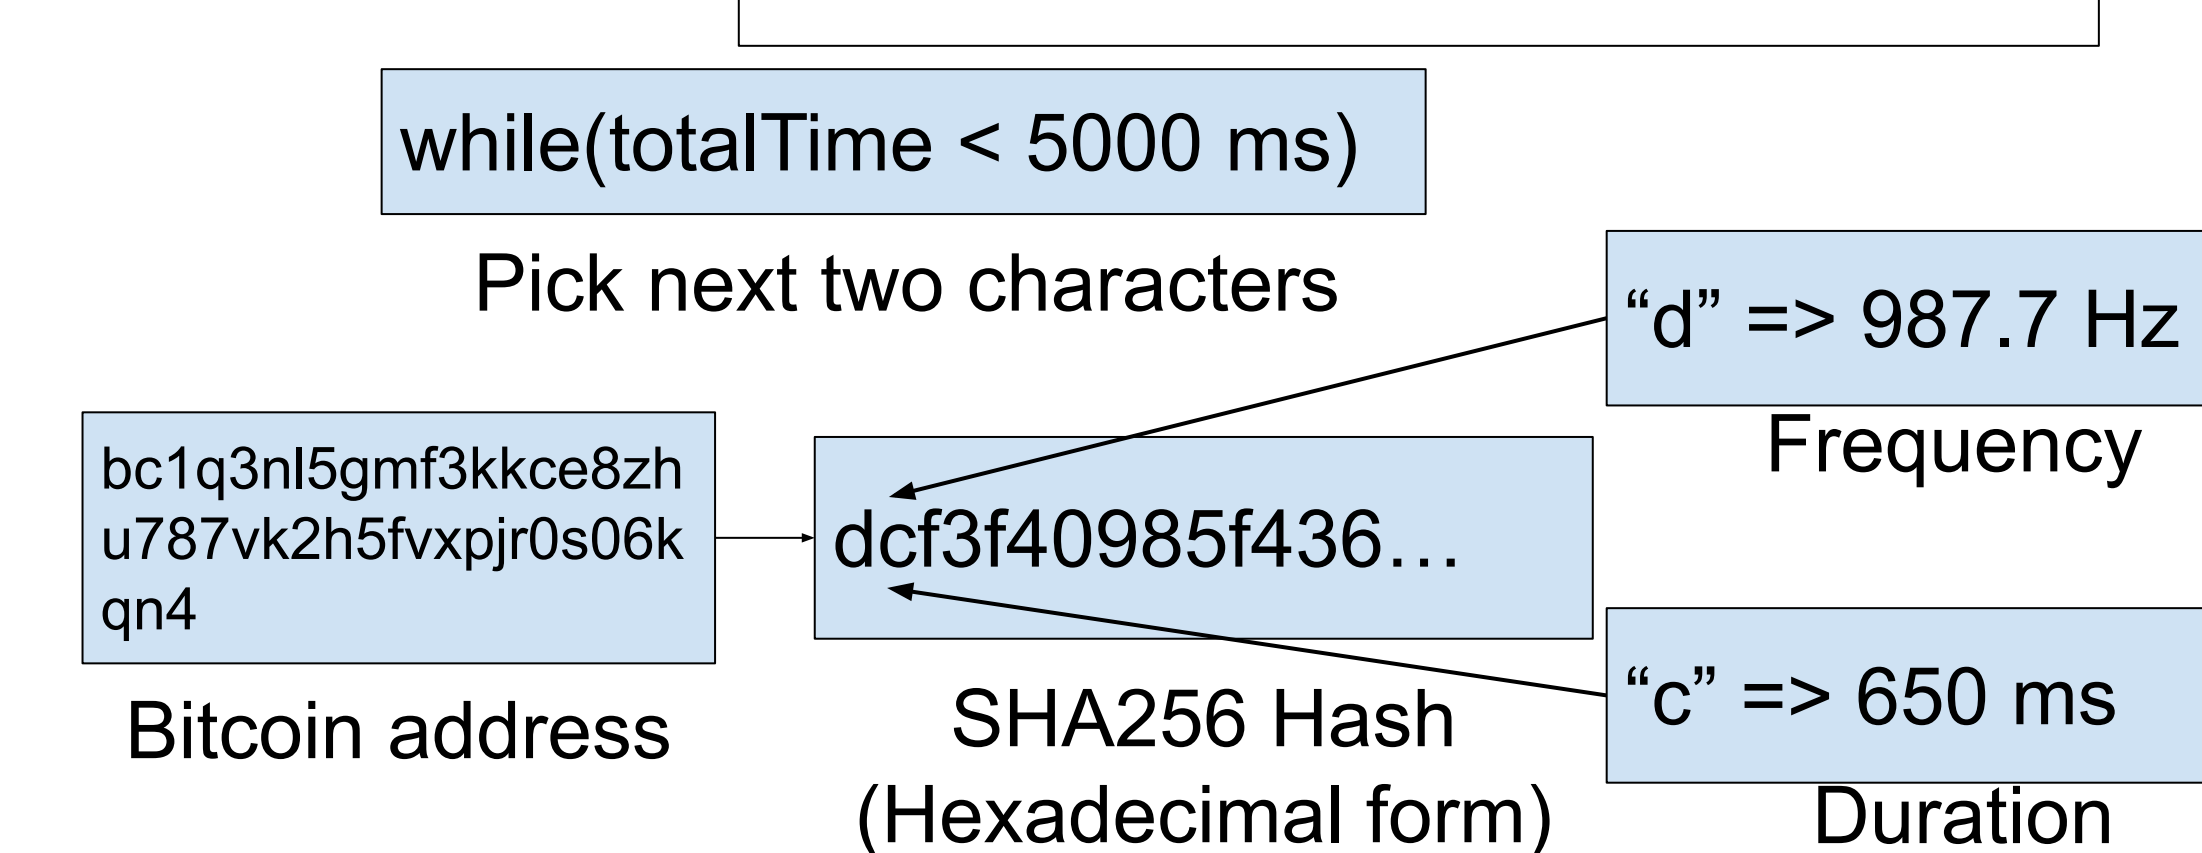 while(totalTime < 5000 ms)
Pick next two characters
“d” => 987.7 Hz
Frequency
bc1q3nl5gmf3kkce8zh
u787vk2h5fvxpjr0s06k
qn4
Bitcoin address
dcf3f40985f436…
SHA256 Hash
(Hexadecimal form)
“c” => 650 ms
Duration